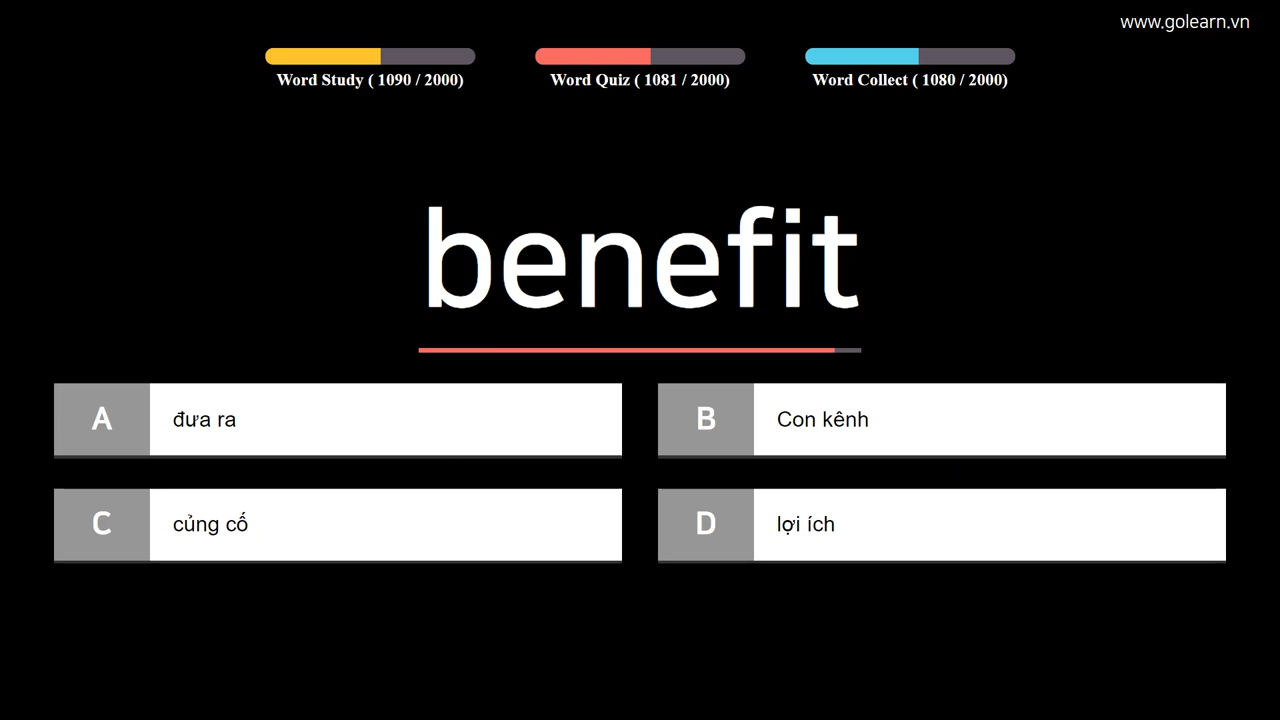 www.golearn.vn
Word Study ( 1090 / 2000)
Word Quiz ( 1081 / 2000)
Word Collect ( 1080 / 2000)
benefit
A đưa ra
B Con kênh
C củng cố
D lợi ích